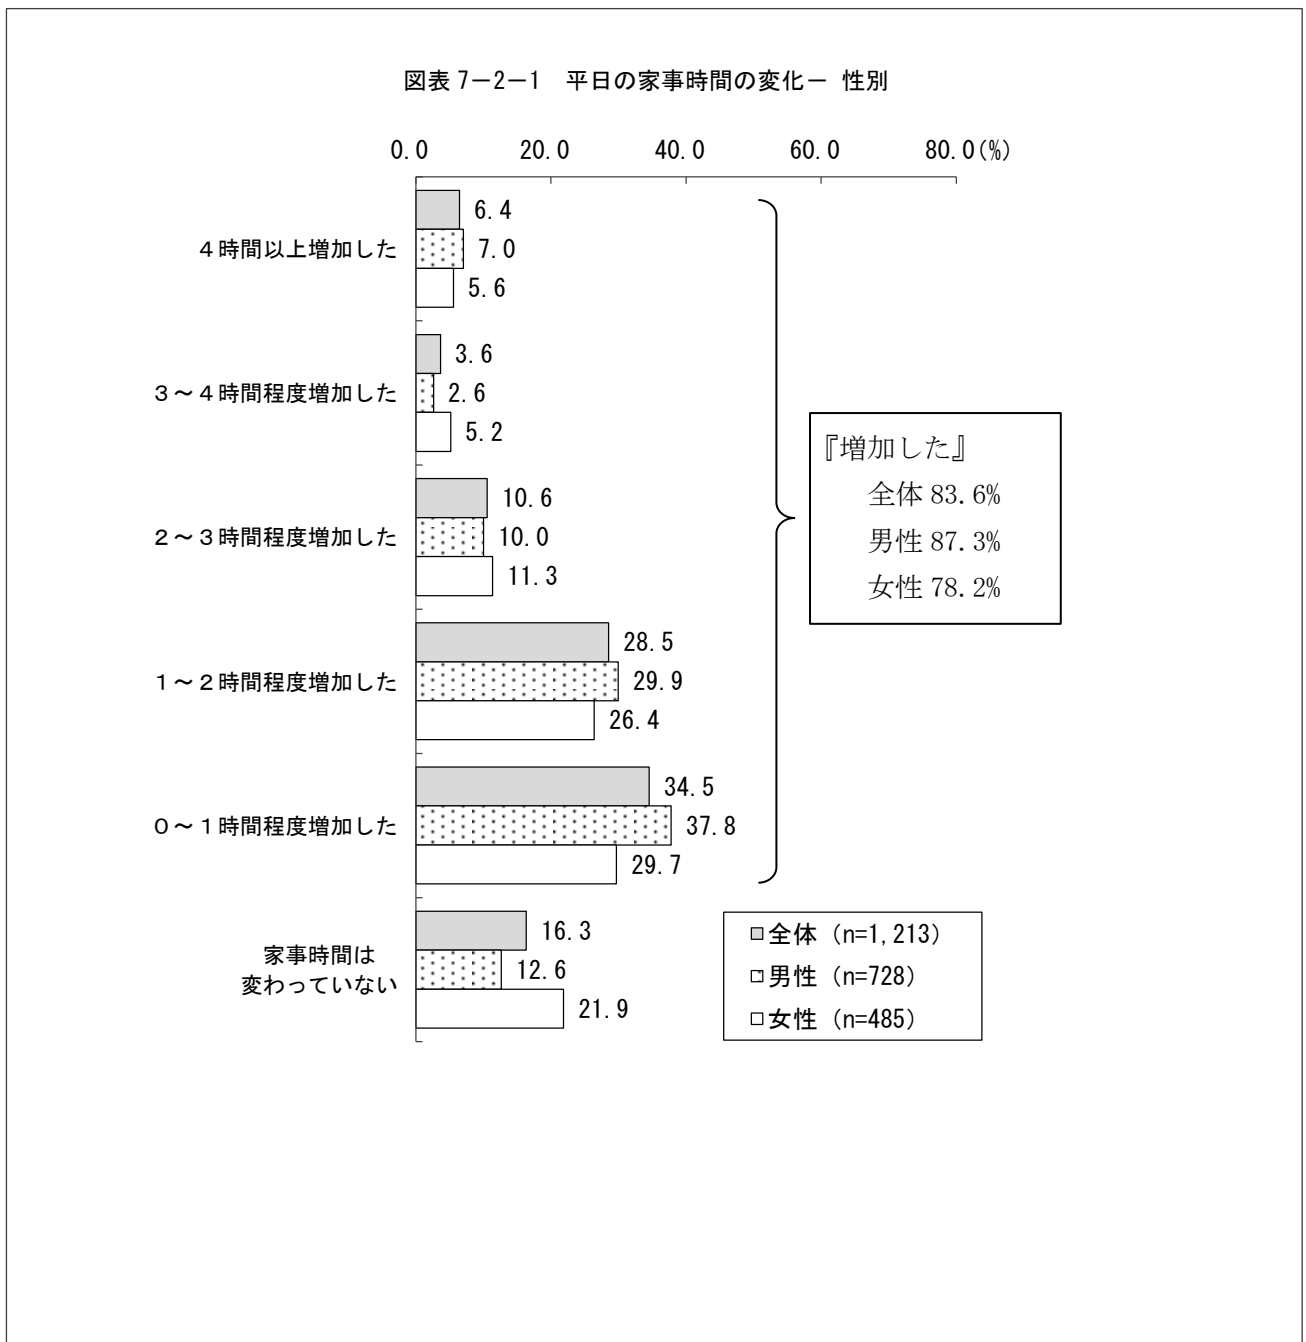 図表 7－2－1　平日の家事時間の変化－ 性別
0.0 20.0 40.0 60.0 80.0(%)
４時間以上増加した
6.4
7.0
5.6
３～４時間程度増加した
3.6
2.6
5.2
２～３時間程度増加した
10.6
10.0
11.3
１～２時間程度増加した
28.5
29.9
26.4
０～１時間程度増加した
34.5
37.8
29.7
家事時間は
変わっていない
16.3
12.6
21.9
『増加した』
全体 83.6%
男性 87.3%
女性 78.2%
全体（n=1,213）
男性（n=728）
女性（n=485）